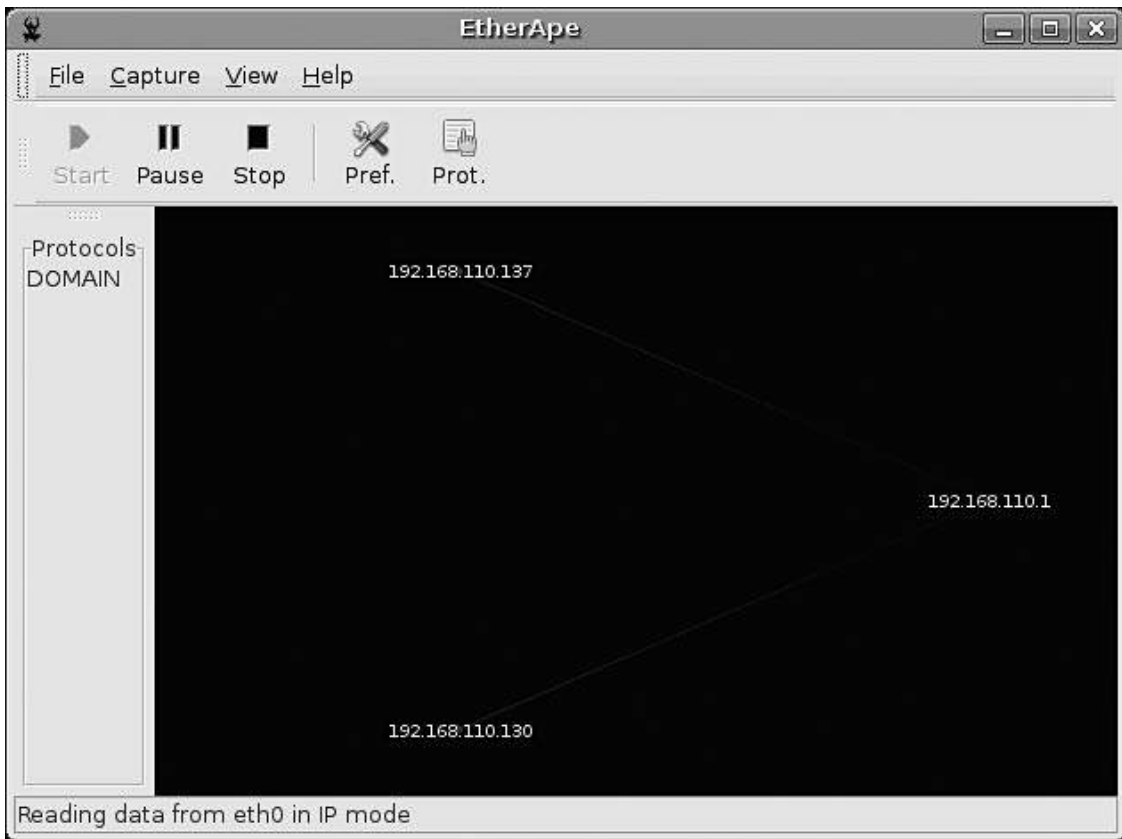 EtherApe
File Capture View Help
Start Pause Stop Pref. Prot.
Protocols
DOMAIN
192.168.110.137
192.168.110.1
192.168.110.130
Reading data from eth0 in IP mode